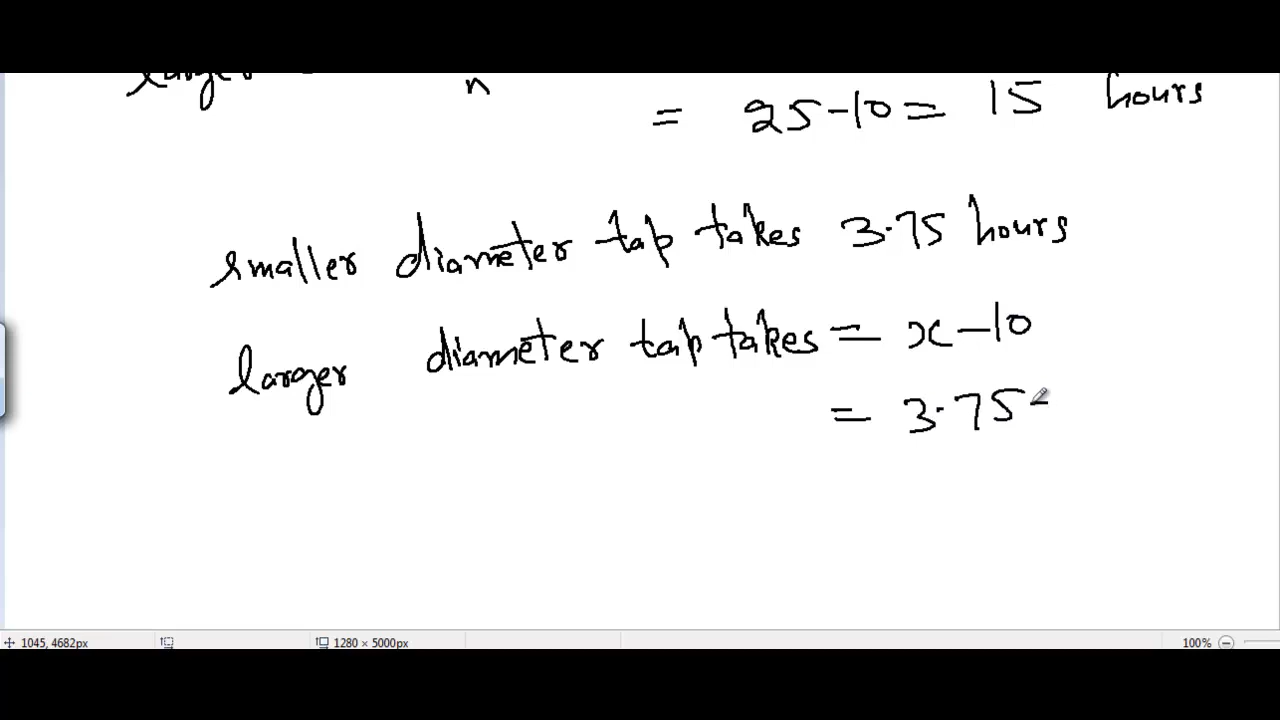 larger
n
= 25-10 = 15 hours
smaller diameter tap takes 3.75 hours
larger diameter tap takes = x-10
= 3.75-
1045, 4682px 1280 × 5000px 100%